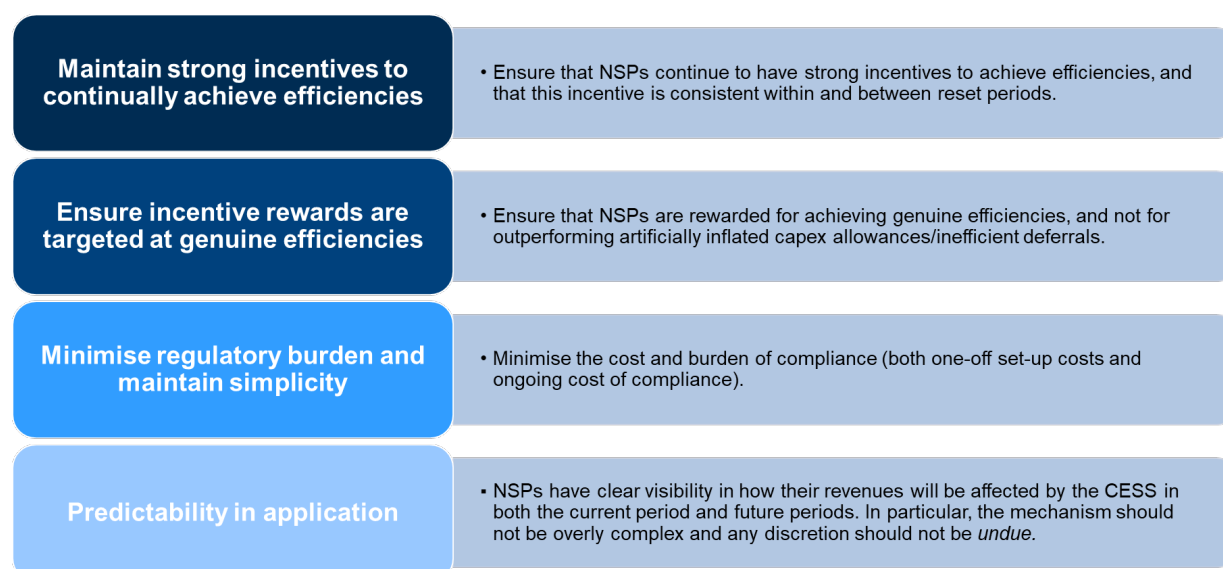 Maintain strong incentives to
continually achieve efficiencies
• Ensure that NSPs continue to have strong incentives to achieve efficiencies, and
that this incentive is consistent within and between reset periods.
Ensure incentive rewards are
targeted at genuine efficiencies
• Ensure that NSPs are rewarded for achieving genuine efficiencies, and not for
outperforming artificially inflated capex allowances/inefficient deferrals.
Minimise regulatory burden and
maintain simplicity
• Minimise the cost and burden of compliance (both one-off set-up costs and
ongoing cost of compliance).
Predictability in application
▪ NSPs have clear visibility in how their revenues will be affected by the CESS in
both the current period and future periods. In particular, the mechanism should
not be overly complex and any discretion should not be undue.